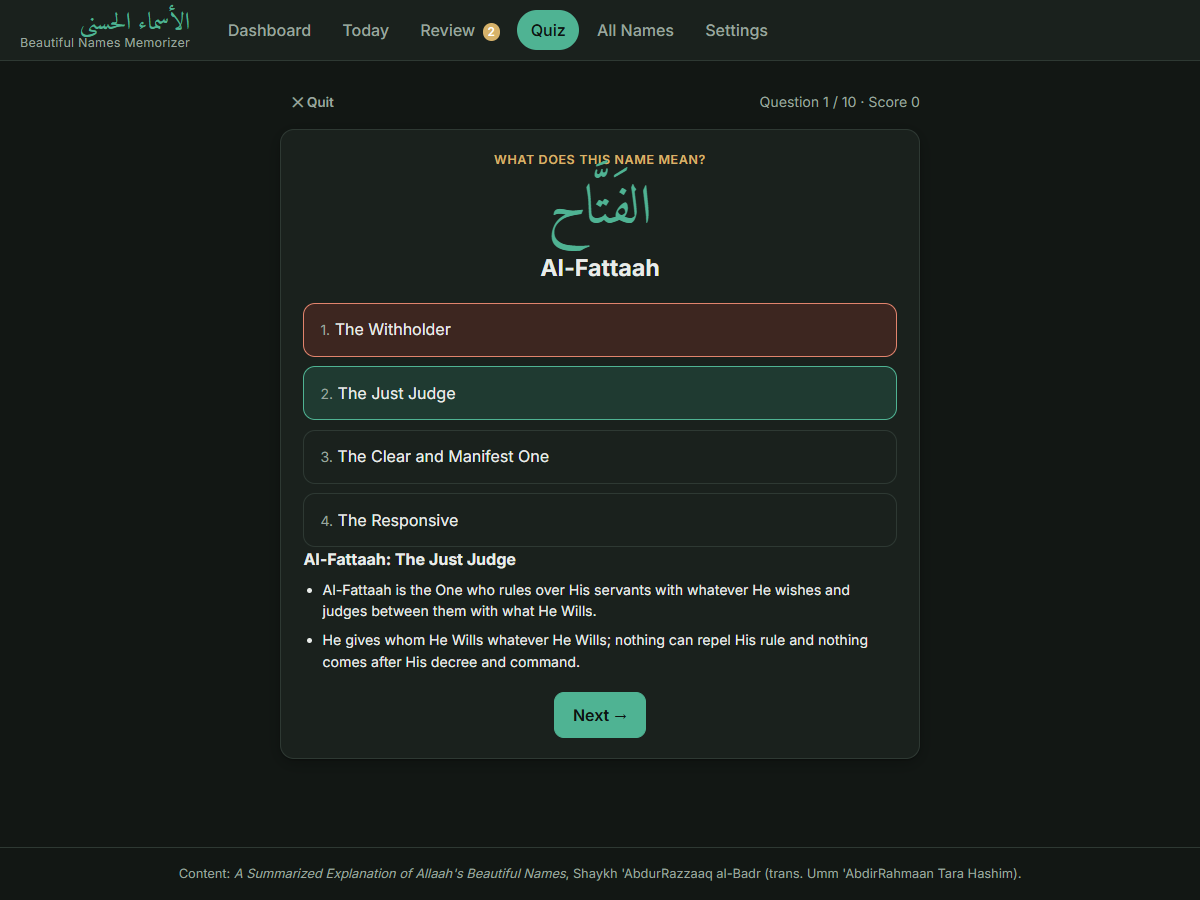 الأسماء الحسنى
Beautiful Names Memorizer
Dashboard Today Review 2 Quiz All Names Settings
✕ Quit
Question 1 / 10 · Score 0
WHAT DOES THIS NAME MEAN?
الفَتَّاح
Al-Fattaah
1. The Withholder
2. The Just Judge
3. The Clear and Manifest One
4. The Responsive
Al-Fattaah: The Just Judge
• Al-Fattaah is the One who rules over His servants with whatever He wishes and
judges between them with what He Wills.
• He gives whom He Wills whatever He Wills; nothing can repel His rule and nothing
comes after His decree and command.
Next →
Content: A Summarized Explanation of Allaah's Beautiful Names, Shaykh 'AbdurRazzaaq al-Badr (trans. Umm 'AbdirRahmaan Tara Hashim).